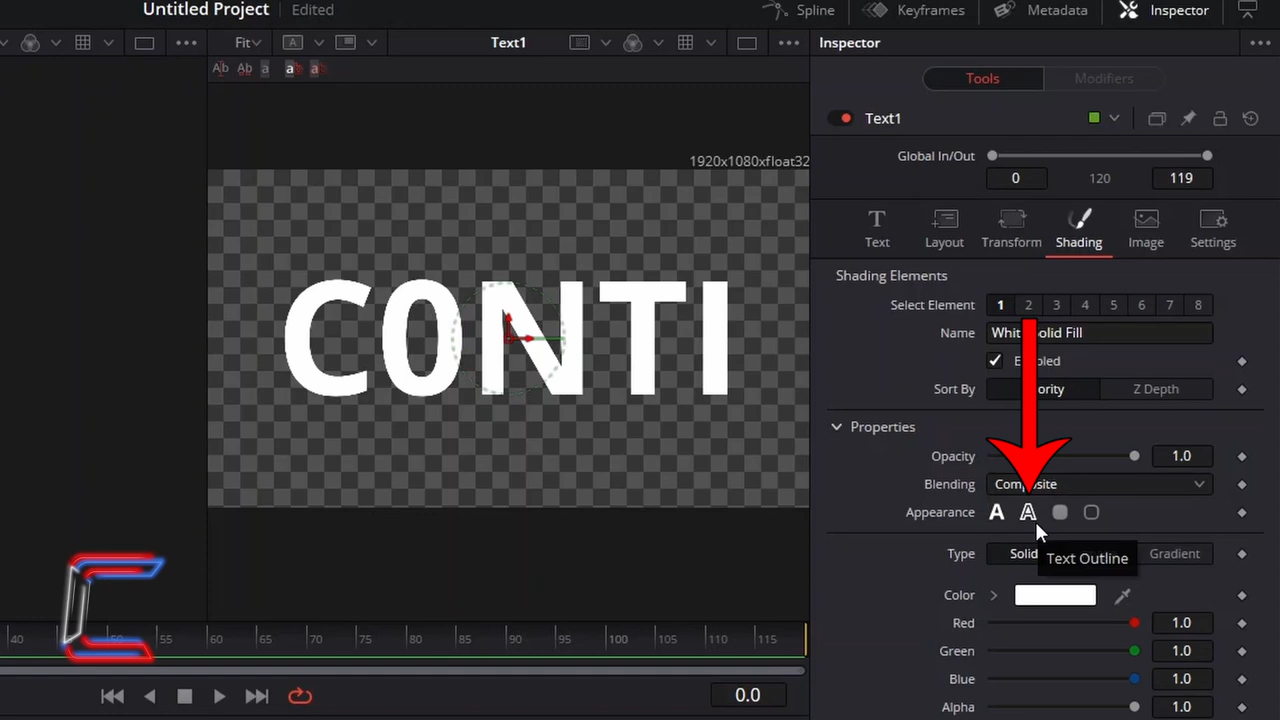 Untitled Project Edited
Spline Keyframes Metadata Inspector
Fit Text1 Inspector
Tools Modifiers
Text1
1920x1080xfloat32
Global In/Out
0 120 119
Text Layout Transform Shading Image Settings
Shading Elements
Select Element 1 2 3 4 5 6 7 8
Name Solid Fill
Sort By Z Depth
C0NTI
Properties
Opacity 1.0
Blending
Appearance A A
Type Solid Gradient
Text Outline
Color
Red 1.0
Green 1.0
Blue 1.0
Alpha 1.0
40 50 55 60 65 70 75 80 85 90 95 100 105 110 115
0.0